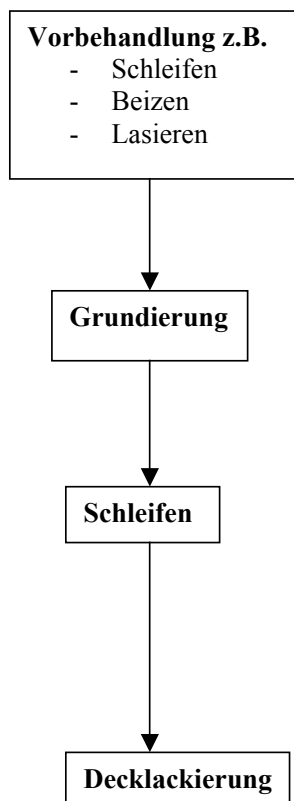 Vorbehandlung z.B.
- Schleifen
- Beizen
- Lasieren
Grundierung
Schleifen
Decklackierung